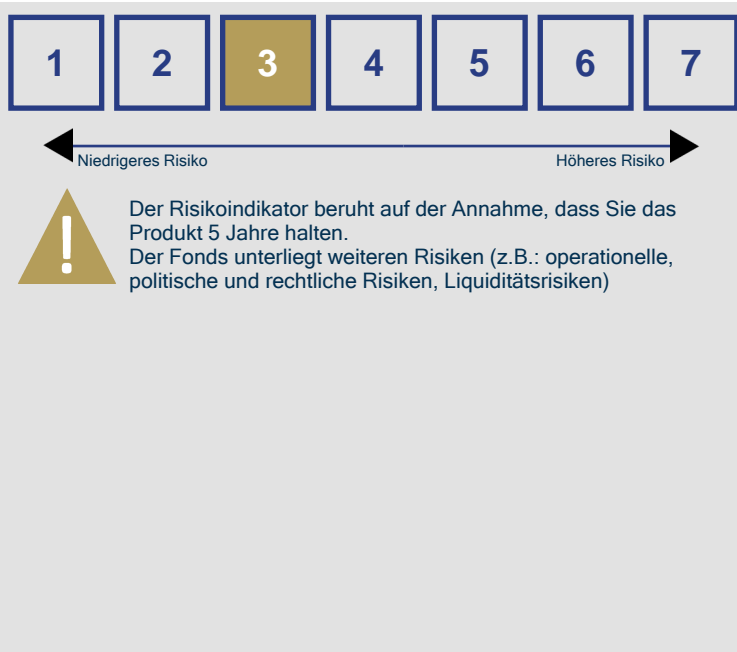 1 2 3 4 5 6 7
Niedrigeres Risiko Höheres Risiko
!
Der Risikoindikator beruht auf der Annahme, dass Sie das
Produkt 5 Jahre halten.
Der Fonds unterliegt weiteren Risiken (z.B.: operationelle,
politische und rechtliche Risiken, Liquiditätsrisiken)